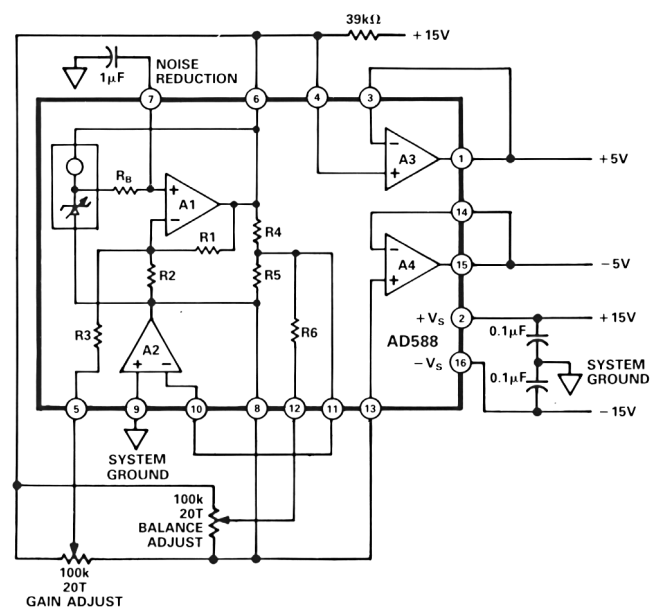 39kΩ
+15V
1μF
NOISE
REDUCTION
7
6
4
3
RB
+
−
A1
−
+
A3
1
+5V
R1
R4
14
R2
R5
−
+
A4
15
−5V
R3
R6
+VS
2
0.1μF
+15V
A2
+ −
AD588
−VS
16
0.1μF
SYSTEM
GROUND
−15V
5
9
10
8
12
11
13
SYSTEM
GROUND
100k
20T
BALANCE
ADJUST
100k
20T
GAIN ADJUST